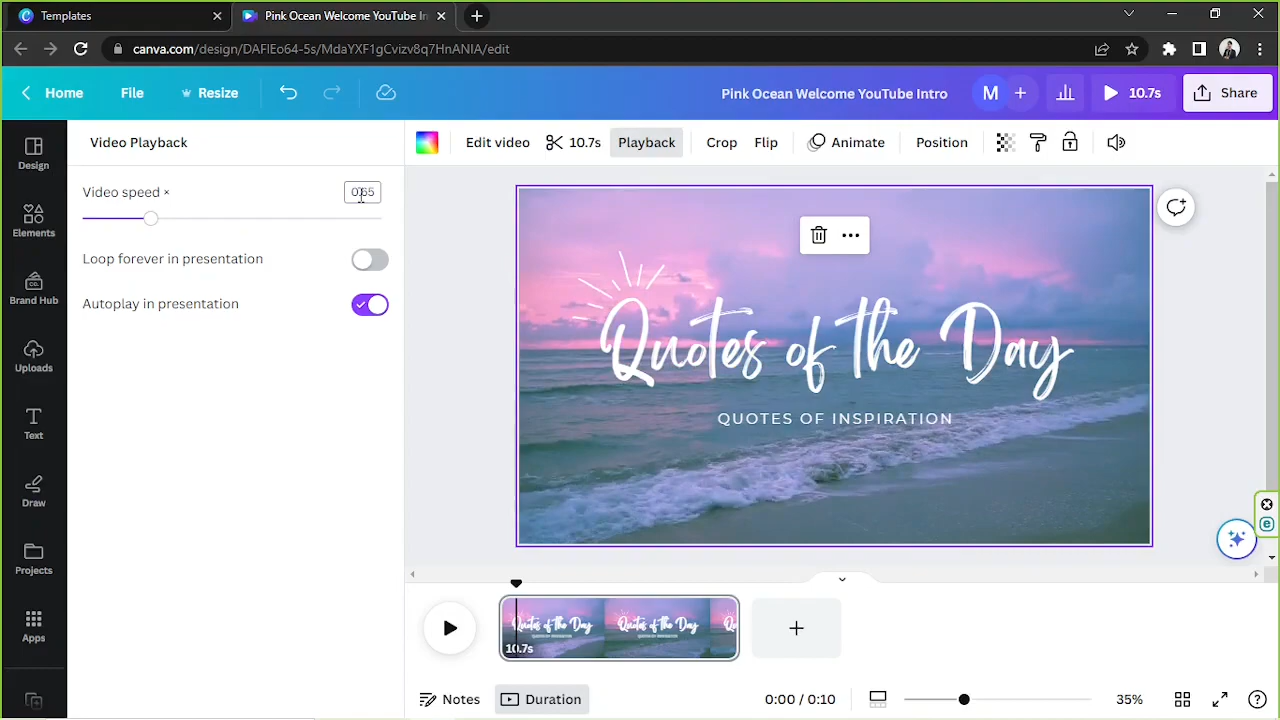 Templates
Pink Ocean Welcome YouTube In
canva.com/design/DAFlEo64-5s/MdaYXF1gCvizv8q7HnANIA/edit
Home
File
Resize
Pink Ocean Welcome YouTube Intro
M
10.7s
Share
Design
Elements
Brand Hub
Uploads
Text
Draw
Projects
Apps
Video Playback
Video speed ×
0.65
Loop forever in presentation
Autoplay in presentation
Edit video
10.7s
Playback
Crop
Flip
Animate
Position
Quotes of the Day
QUOTES OF INSPIRATION
10.7s
Notes
Duration
0:00 / 0:10
35%